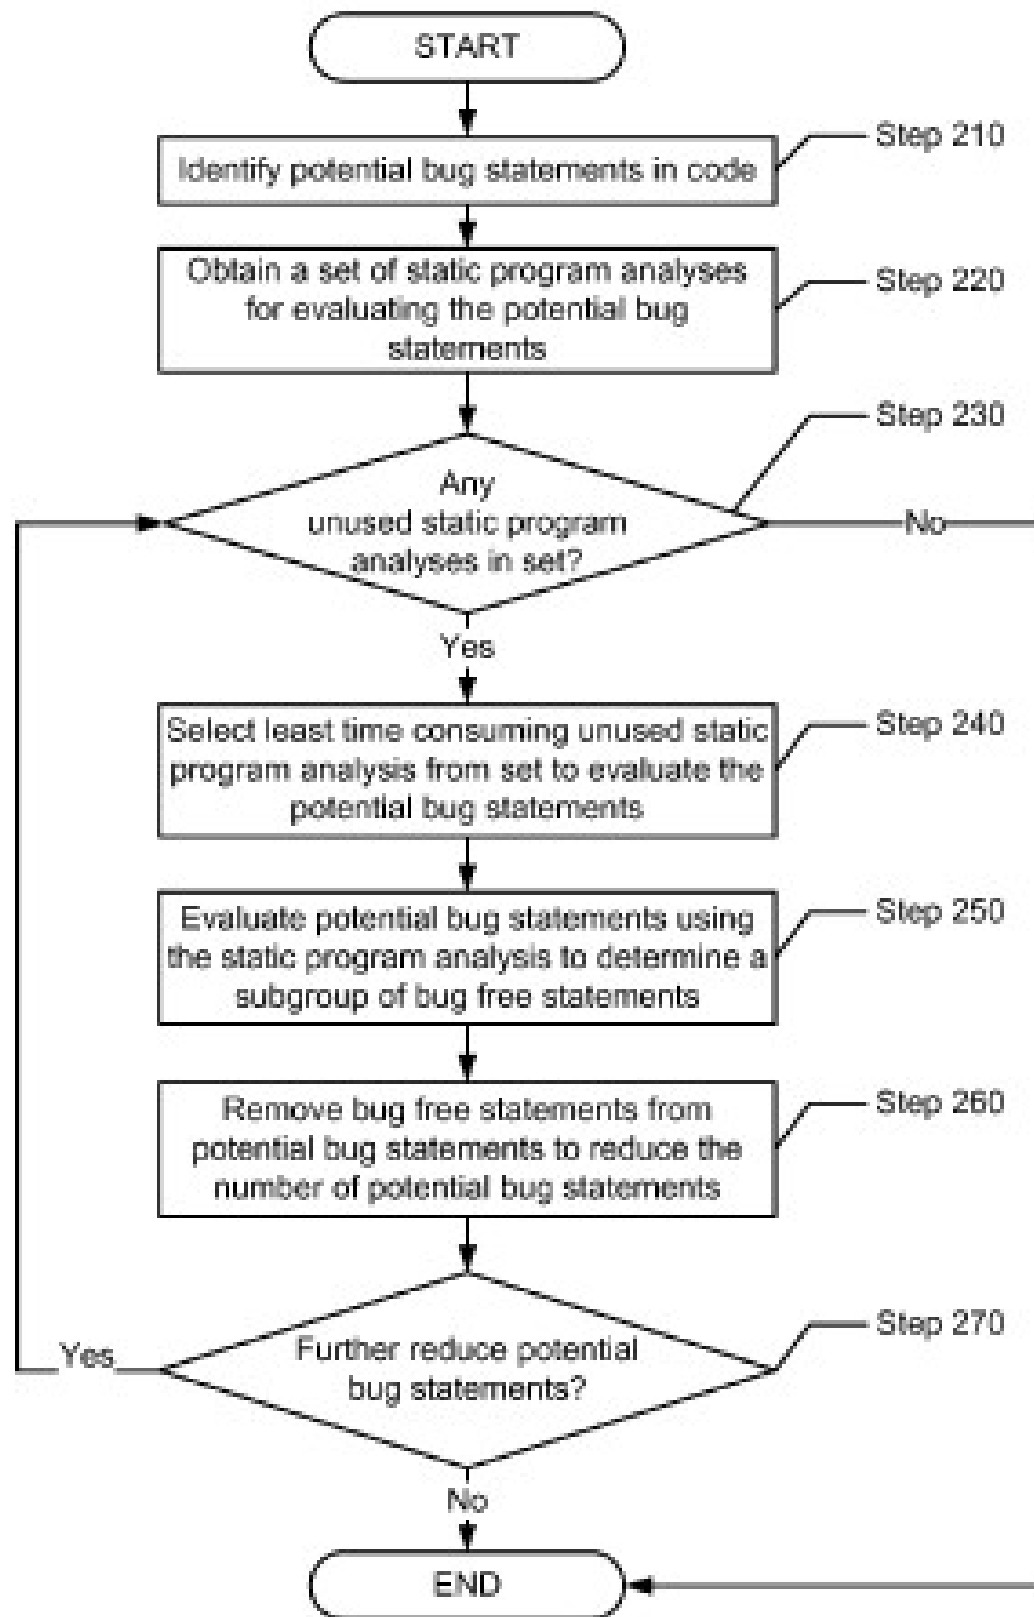 START
Step 210
Identify potential bug statements in code
Step 220
Obtain a set of static program analyses
for evaluating the potential bug
statements
Step 230
Any
unused static program
analyses in set?
No
Yes
Step 240
Select least time consuming unused static
program analysis from set to evaluate the
potential bug statements
Step 250
Evaluate potential bug statements using
the static program analysis to determine a
subgroup of bug free statements
Step 260
Remove bug free statements from
potential bug statements to reduce the
number of potential bug statements
Step 270
Further reduce potential
bug statements?
Yes
No
END